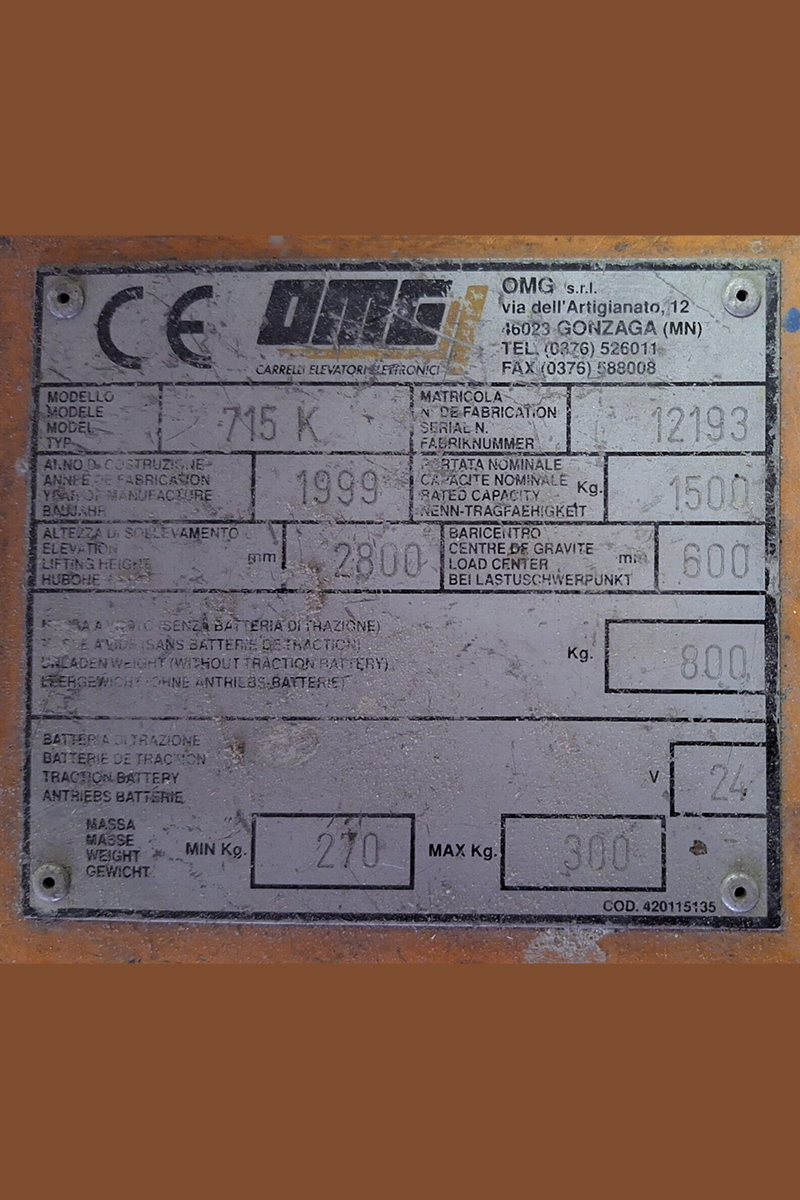 CE
OMG
CARRELLI ELEVATORI ELETTRONICI
OMG s.r.l.
via dell'Artigianato, 12
46023 GONZAGA (MN)
TEL. (0376) 526011
FAX (0376) 588008
MODELLO
MODELE
MODEL
TYP
715 K
MATRICOLA
N° DE FABRICATION
SERIAL N.
FABRIKNUMMER
12193
ANNO DI COSTRUZIONE
ANNEE DE FABRICATION
YEAR OF MANUFACTURE
BAUJAHR
1999
PORTATA NOMINALE
CAPACITE NOMINALE
RATED CAPACITY
NENN-TRAGFAEHIGKEIT
Kg.
1500
ALTEZZA DI SOLLEVAMENTO
ELEVATION
LIFTING HEIGHT
HUBOHE
mm
2800
BARICENTRO
CENTRE DE GRAVITE
LOAD CENTER
BEI LASTUSCHWERPUNKT
600
(SENZA BATTERIA DI TRAZIONE)
(SANS BATTERIE DE TRACTION)
UNLADEN WEIGHT (WITHOUT TRACTION BATTERY)
LEERGEWICHT (OHNE ANTRIEBS-BATTERIE)
Kg.
800
BATTERIA DI TRAZIONE
BATTERIE DE TRACTION
TRACTION BATTERY
ANTRIEBS BATTERIE
V
24
MASSA
MASSE
WEIGHT
GEWICHT
MIN Kg.
270
MAX Kg.
300
COD. 420115135